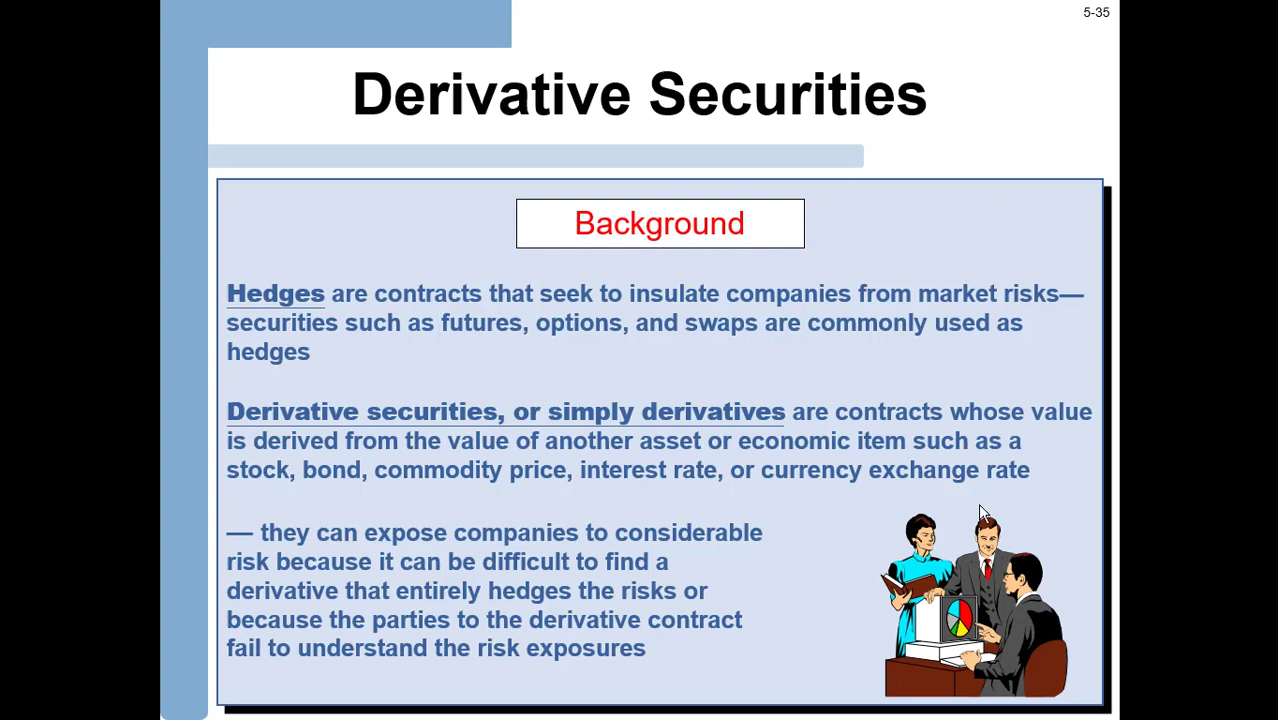 5-35
Derivative Securities
Background
Hedges are contracts that seek to insulate companies from market risks—
securities such as futures, options, and swaps are commonly used as
hedges
Derivative securities, or simply derivatives are contracts whose value
is derived from the value of another asset or economic item such as a
stock, bond, commodity price, interest rate, or currency exchange rate
— they can expose companies to considerable
risk because it can be difficult to find a
derivative that entirely hedges the risks or
because the parties to the derivative contract
fail to understand the risk exposures